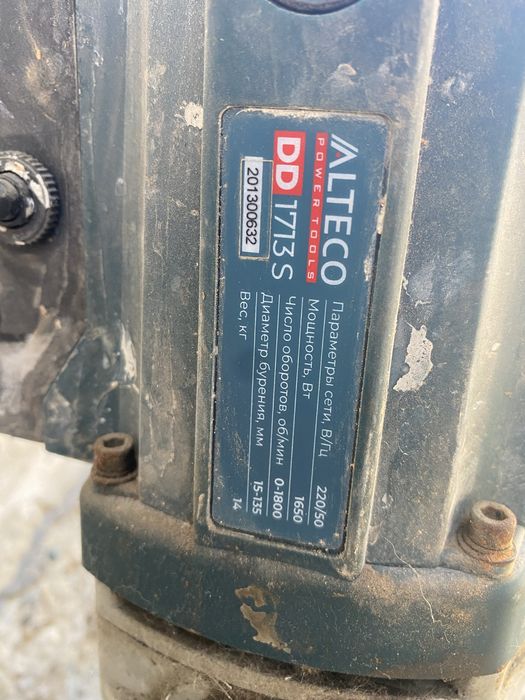 ALTECO
POWER TOOLS
DD 1713 S
201300632
Параметры сети, В/Гц 220/50
Мощность, Вт 1650
Число оборотов, об/мин 0-1800
Диаметр бурения, мм 15-135
Вес, кг 14